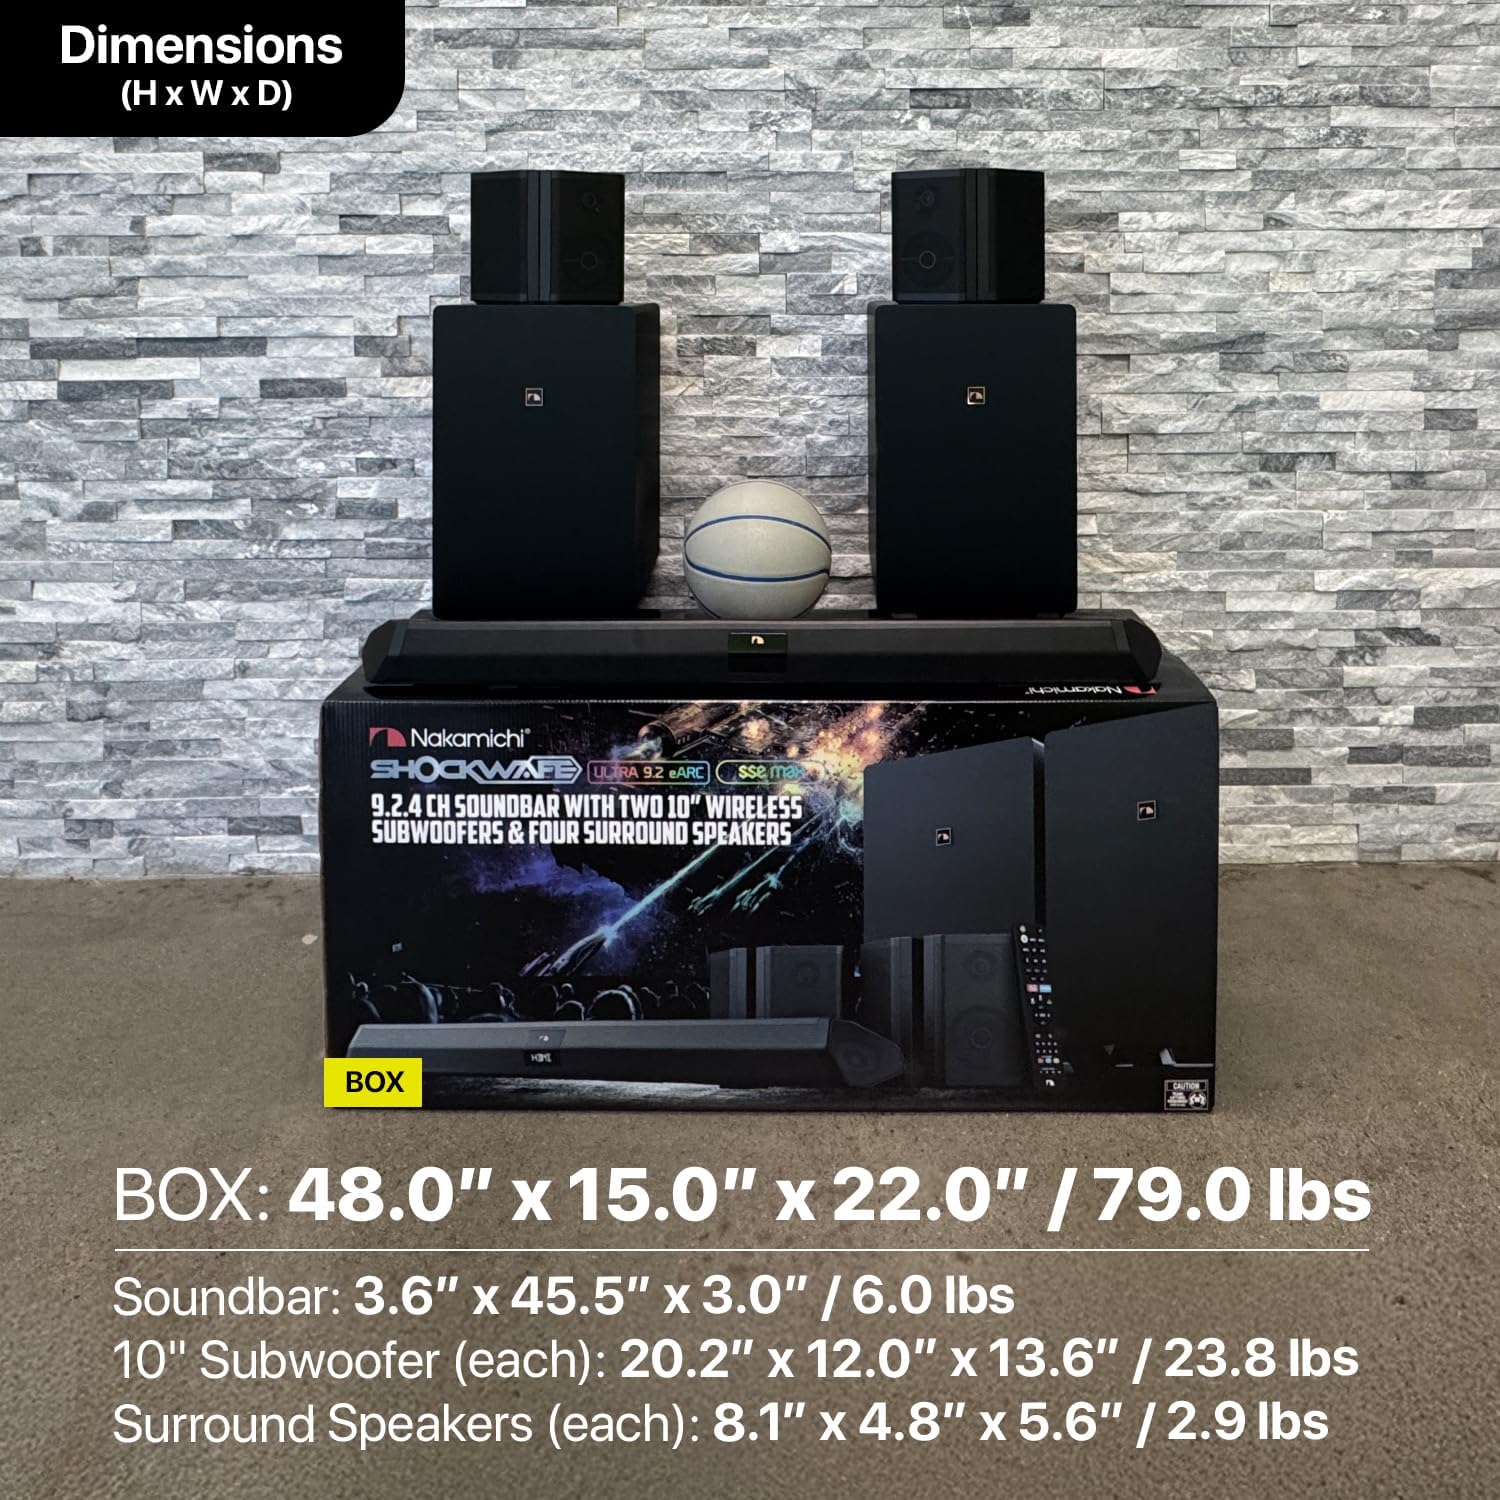 Dimensions
(H x W x D)
Nakamichi
Nakamichi®
SHOCKWAFE ULTRA 9.2 eARC sse max
9.2.4 CH SOUNDBAR WITH TWO 10" WIRELESS
SUBWOOFERS & FOUR SURROUND SPEAKERS
BOX
CAUTION
BOX: 48.0" x 15.0" x 22.0" / 79.0 lbs
Soundbar: 3.6" x 45.5" x 3.0" / 6.0 lbs
10" Subwoofer (each): 20.2" x 12.0" x 13.6" / 23.8 lbs
Surround Speakers (each): 8.1" x 4.8" x 5.6" / 2.9 lbs